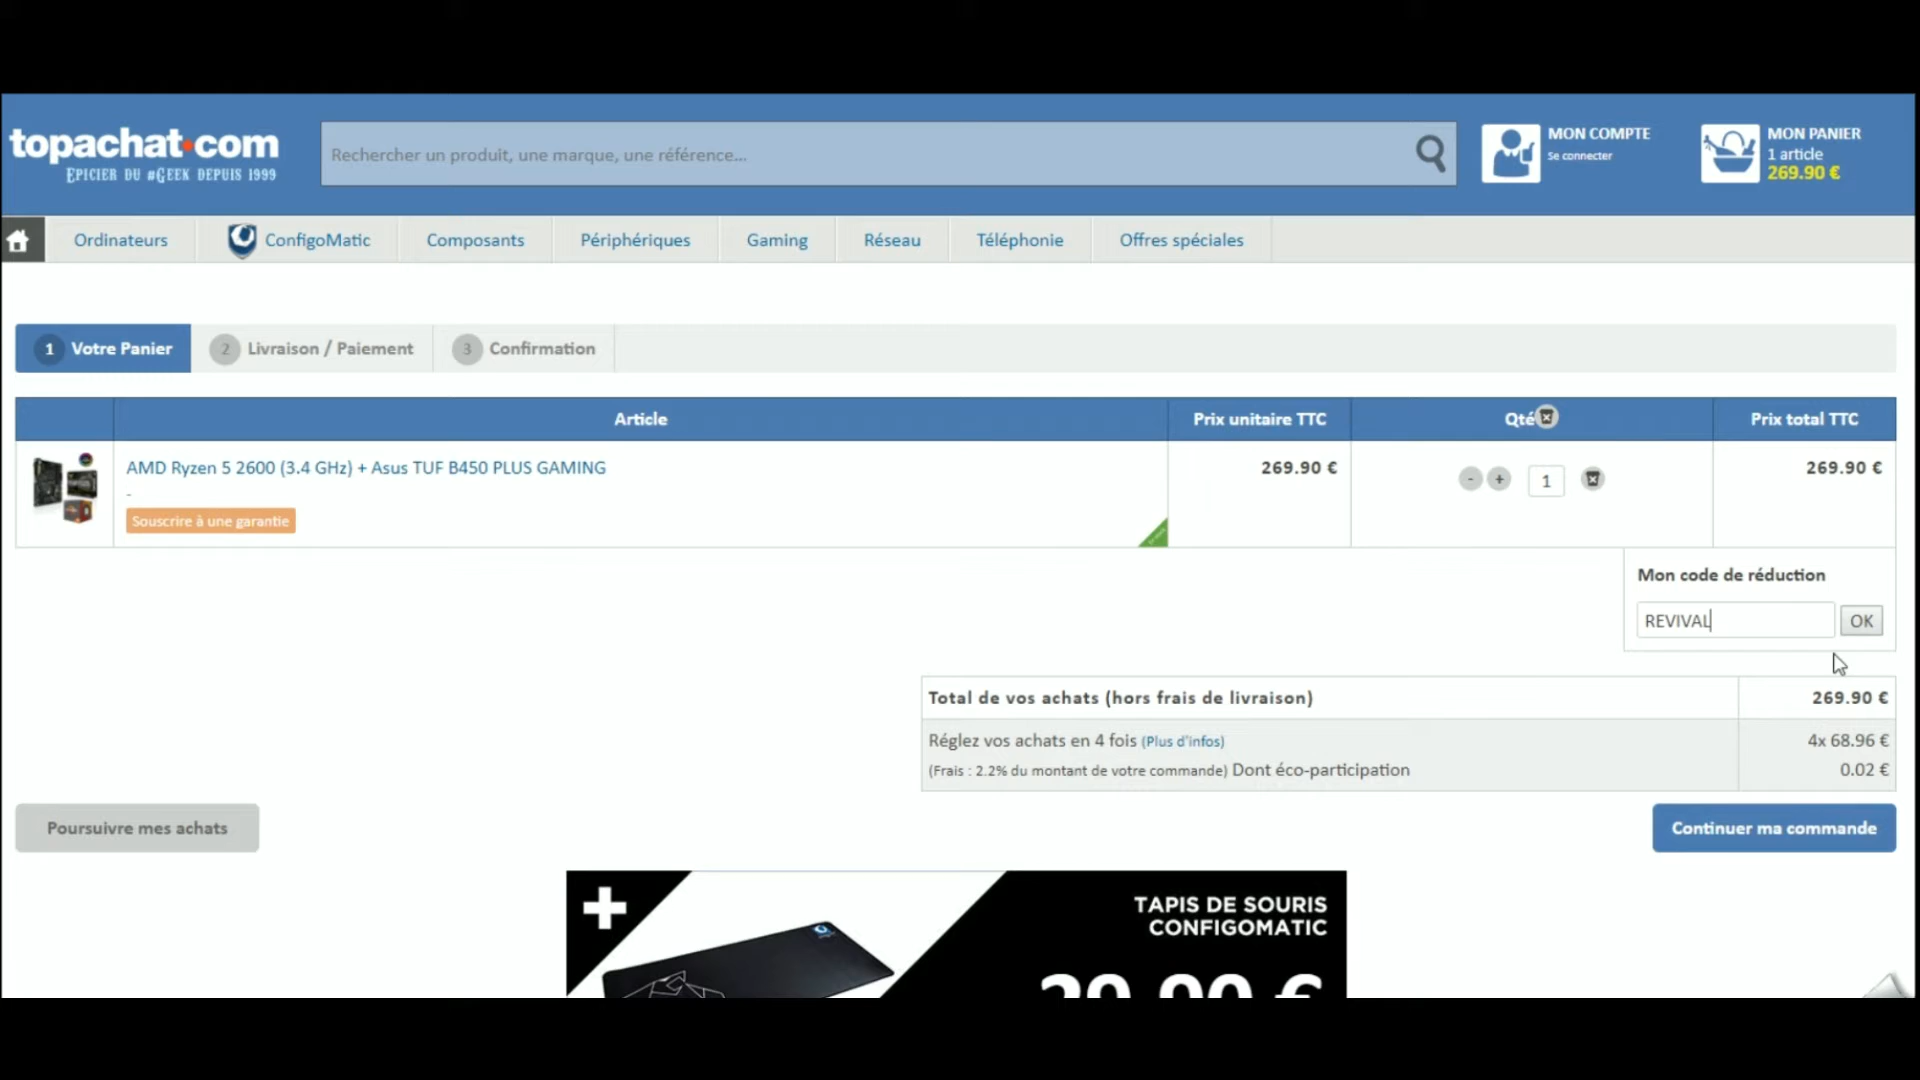 topachat.com
EPICIER DU #GEEK DEPUIS 1999
Rechercher un produit, une marque, une référence...
MON COMPTE
Se connecter
MON PANIER
1 article
269.90 €
Ordinateurs
ConfigoMatic
Composants
Périphériques
Gaming
Réseau
Téléphonie
Offres spéciales
1 Votre Panier
2 Livraison / Paiement
3 Confirmation
Article
Prix unitaire TTC
Qté
Prix total TTC
AMD Ryzen 5 2600 (3.4 GHz) + Asus TUF B450 PLUS GAMING
269.90 €
- + 1
269.90 €
-
Souscrire à une garantie
Mon code de réduction
REVIVAL
OK
Total de vos achats (hors frais de livraison)
269.90 €
Réglez vos achats en 4 fois (Plus d'infos)
4x 68.96 €
(Frais : 2.2% du montant de votre commande) Dont éco-participation
0.02 €
Poursuivre mes achats
Continuer ma commande
TAPIS DE SOURIS
CONFIGOMATIC